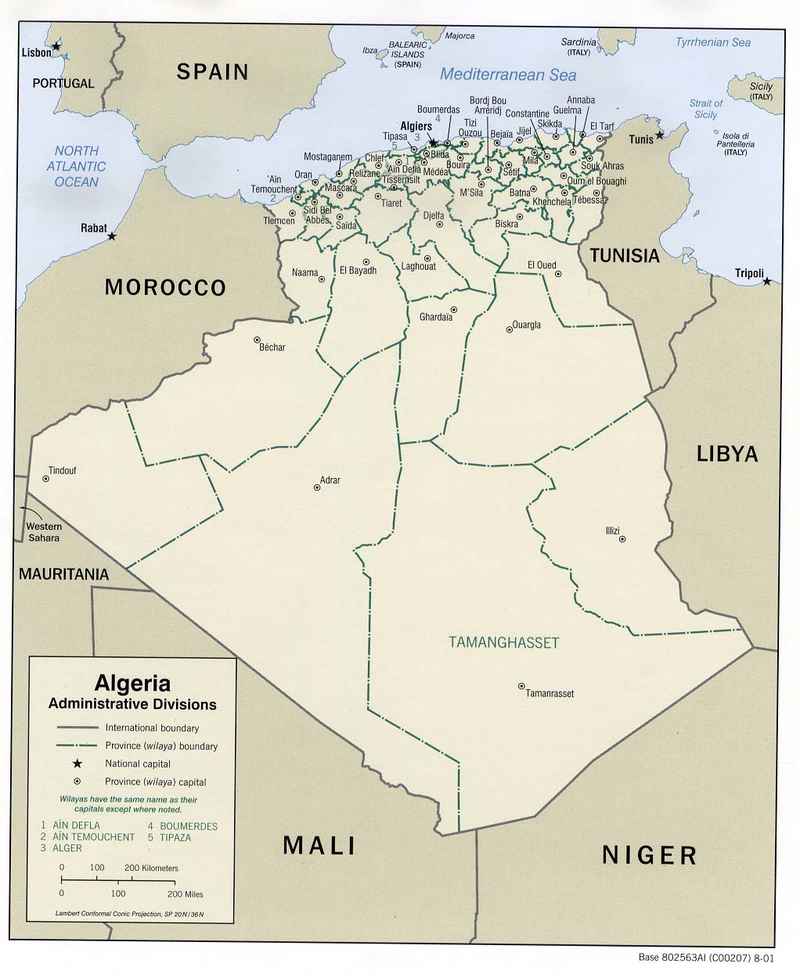 Lisbon
PORTUGAL
SPAIN
Ibiza
BALEARIC
ISLANDS
(SPAIN)
Majorca
Sardinia
(ITALY)
Tyrrhenian Sea
Mediterranean Sea
Sicily
(ITALY)
Strait of
Sicily
Isola di
Pantelleria
(ITALY)
NORTH
ATLANTIC
OCEAN
Rabat
MOROCCO
Tunis
TUNISIA
Tripoli
LIBYA
Algiers
Boumerdas
4
Tipasa
3
5
Blida
Tizi
Ouzou
Bordj Bou
Arréridj
Bejaïa
Constantine
Jijel
Skikda
Guelma
Annaba
El Tarf
Souk Ahras
Mila
Sétif
Bouira
Médéa
Aïn Defla
1
Chlef
Mostaganem
Relizane
Tissemsilt
Oran
'Aïn
Temouchent
2
Mascara
Sidi Bel
Abbès
Tlemcen
Saïda
Tiaret
Djelfa
M'Sila
Batna
Oum el Bouaghi
Khenchela
Tébessa
Biskra
Naama
El Bayadh
Laghouat
El Oued
Ghardaïa
Ouargla
Béchar
Tindouf
Adrar
Illizi
TAMANGHASSET
Tamanrasset
Western
Sahara
MAURITANIA
MALI
NIGER
Algeria
Administrative Divisions
International boundary
Province (wilaya) boundary
National capital
Province (wilaya) capital
Wilayas have the same name as their
capitals except where noted.
1 AÏN DEFLA
2 AÏN TEMOUCHENT
3 ALGER
4 BOUMERDES
5 TIPAZA
0 100 200 Kilometers
0 100 200 Miles
Lambert Conformal Conic Projection, SP 20N/36N
Base 802563AI (C00207) 8-01